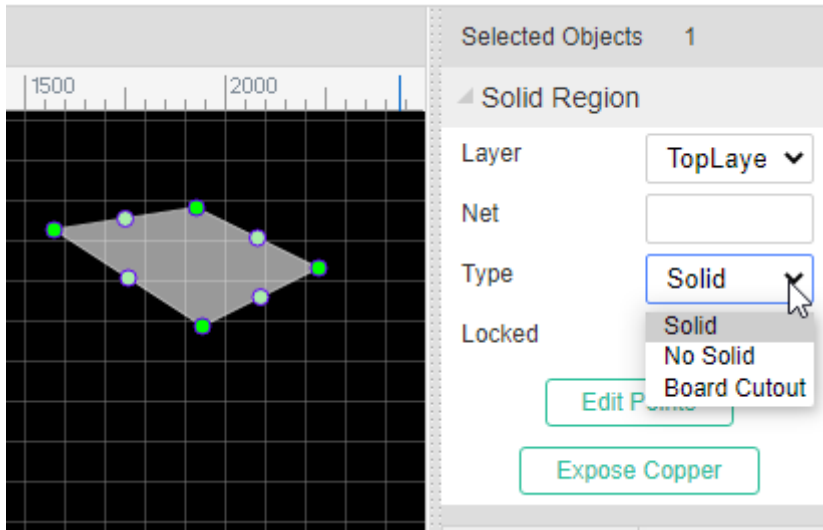 Selected Objects 1
1500 2000
Solid Region
Layer TopLaye
Net
Type Solid
Locked
Solid
No Solid
Board Cutout
Edit Points
Expose Copper